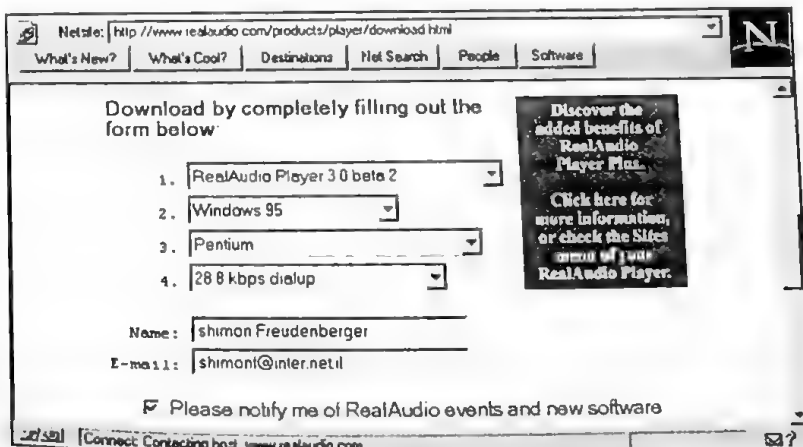 Netsite: http //www realaudio com/products/player/download html
N
What's New? What's Cool? Destinations Net Search People Software
Download by completely filling out the
form below
1. RealAudio Player 3 0 beta 2
2. Windows 95
3. Pentium
4. 28 8 kbps dialup
Name: shimon Freudenberger
E-mail: shimonf@inter.net.il
Please notify me of RealAudio events and new software
Discover the
added benefits of
RealAudio
Player Plus.
Click here for
more information,
or check the Sites
menu of your
RealAudio Player.
Connect: Contacting host www realaudio com
?